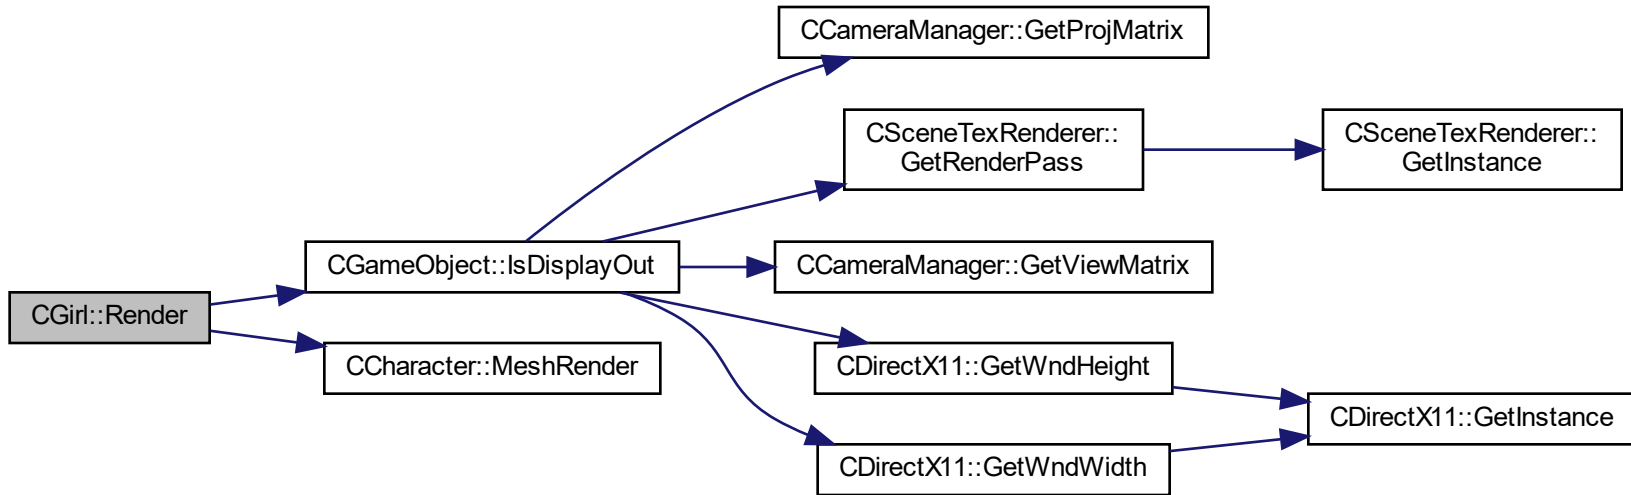 CCameraManager::GetProjMatrix
CSceneTexRenderer::
GetRenderPass
CSceneTexRenderer::
GetInstance
CGameObject::IsDisplayOut
CCameraManager::GetViewMatrix
CGirl::Render
CCharacter::MeshRender
CDirectX11::GetWndHeight
CDirectX11::GetInstance
CDirectX11::GetWndWidth